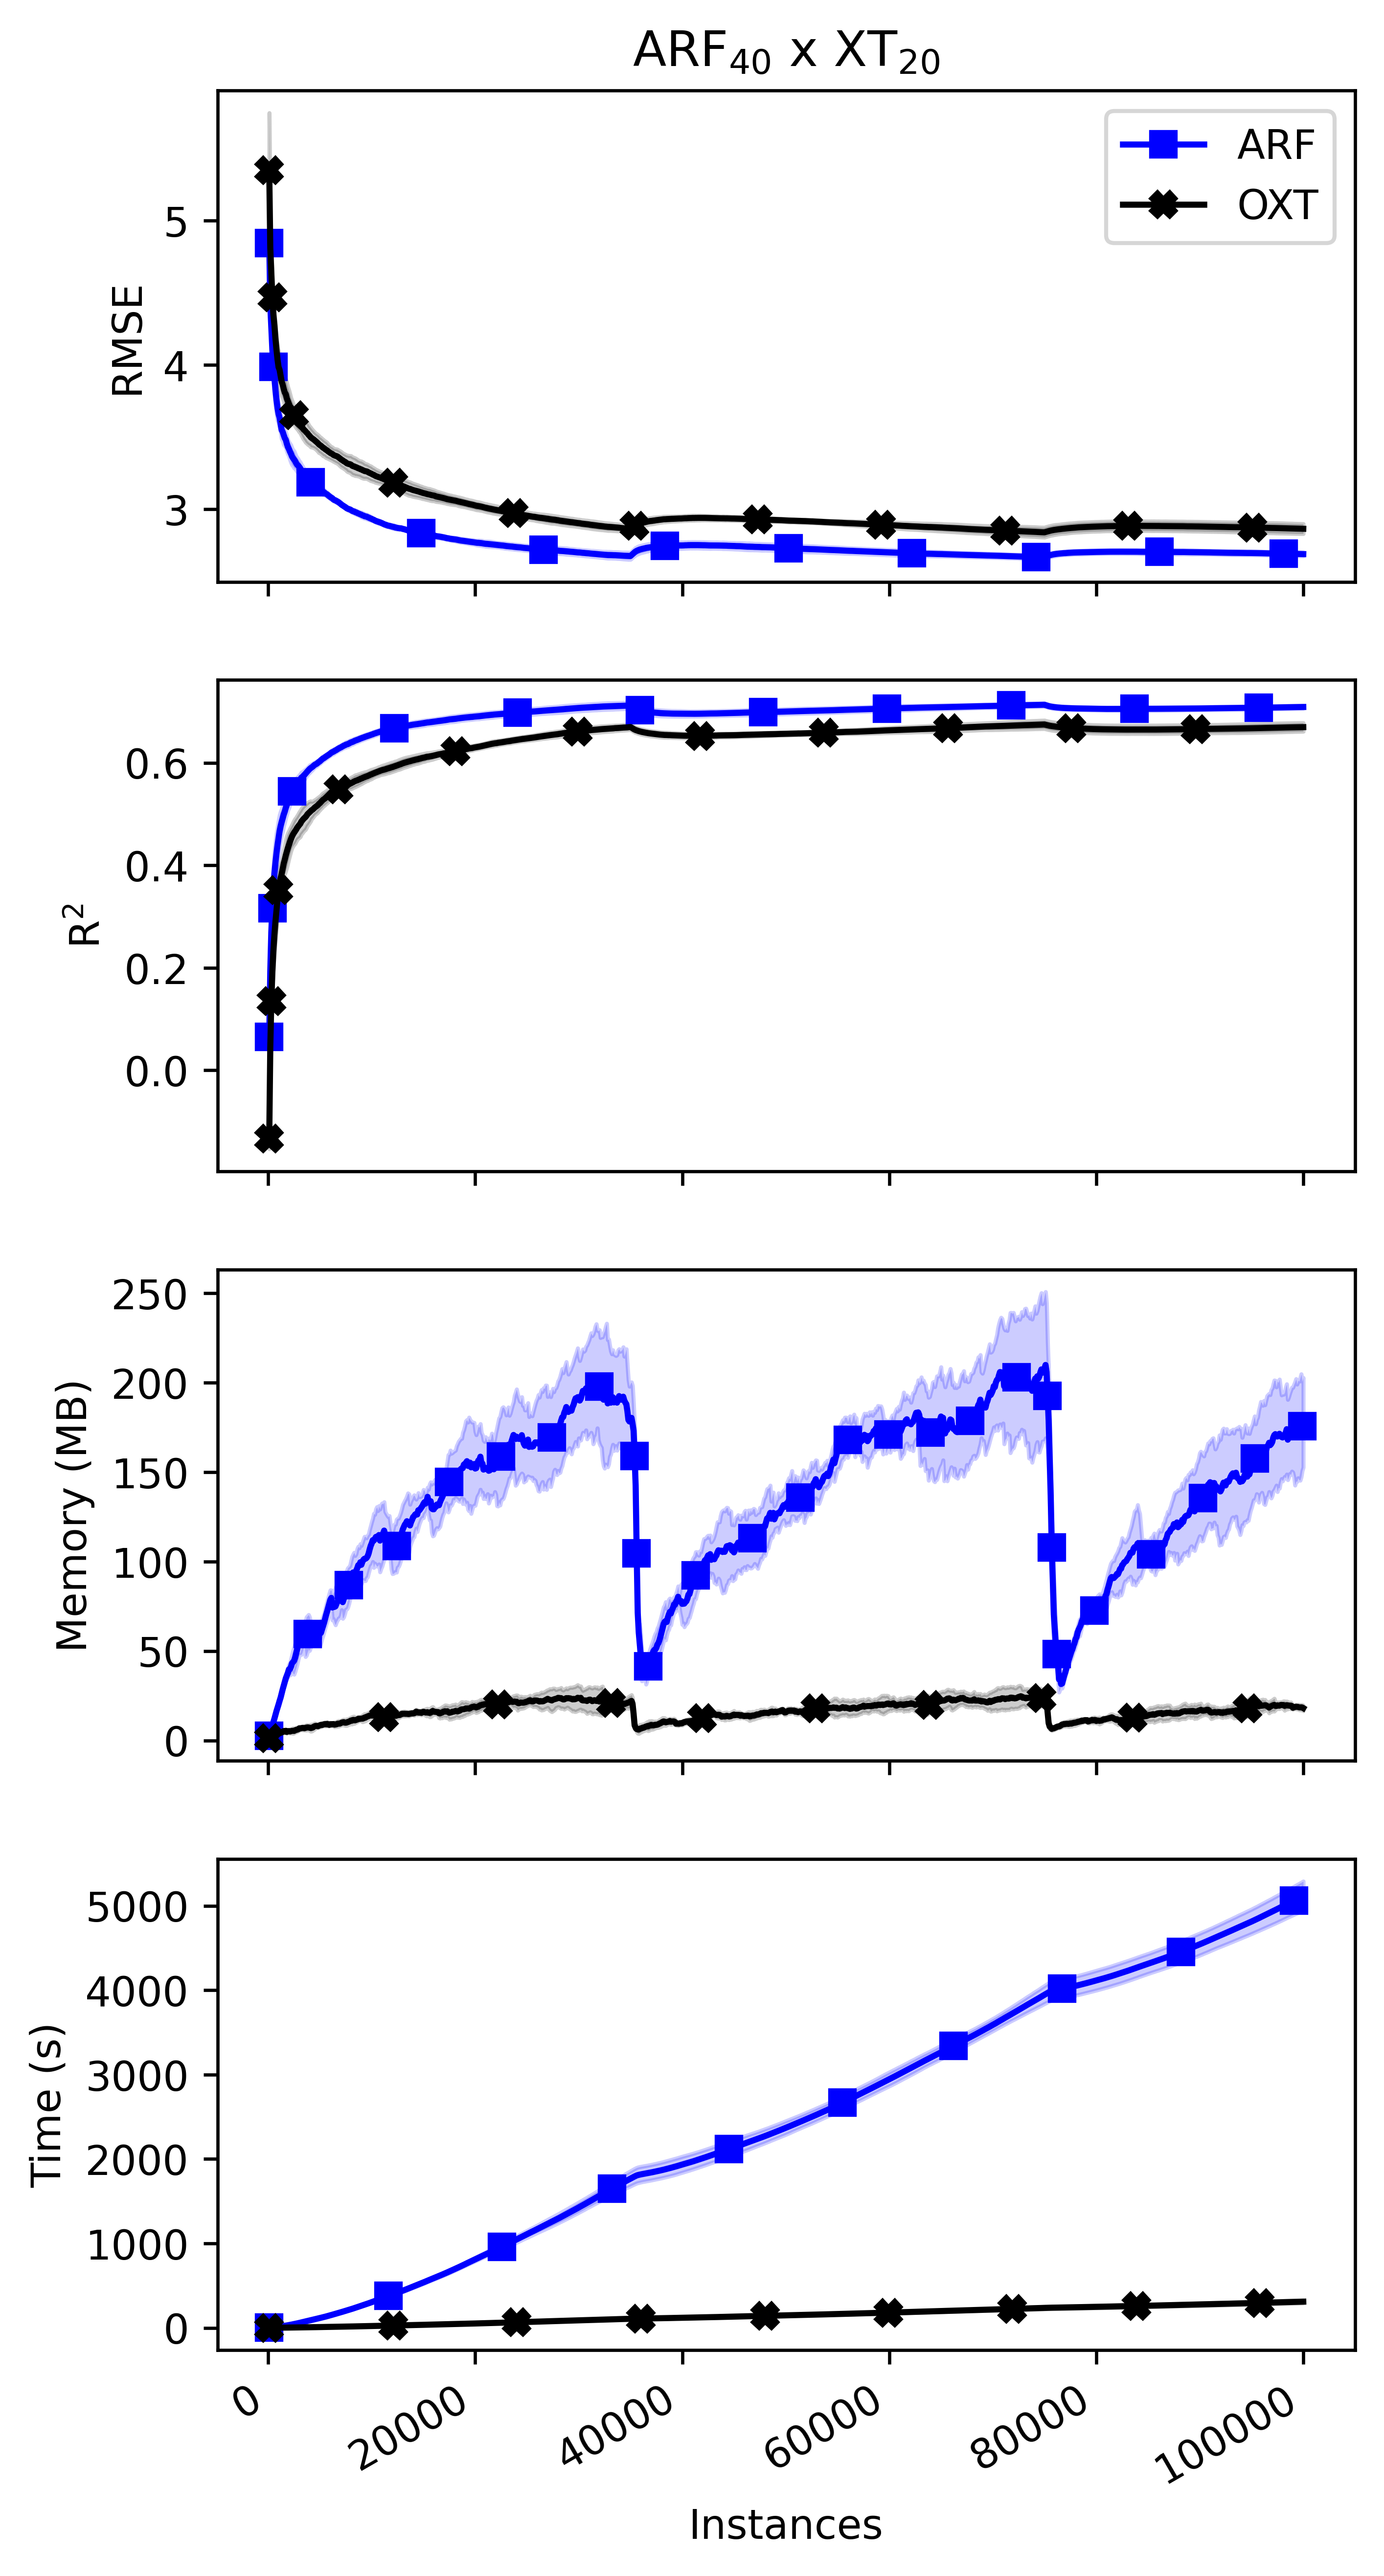 ARF₄₀ x XT₂₀
ARF
OXT
RMSE
5
4
3
R²
0.6
0.4
0.2
0.0
Memory (MB)
250
200
150
100
50
0
Time (s)
5000
4000
3000
2000
1000
0
0 20000 40000 60000 80000 100000
Instances